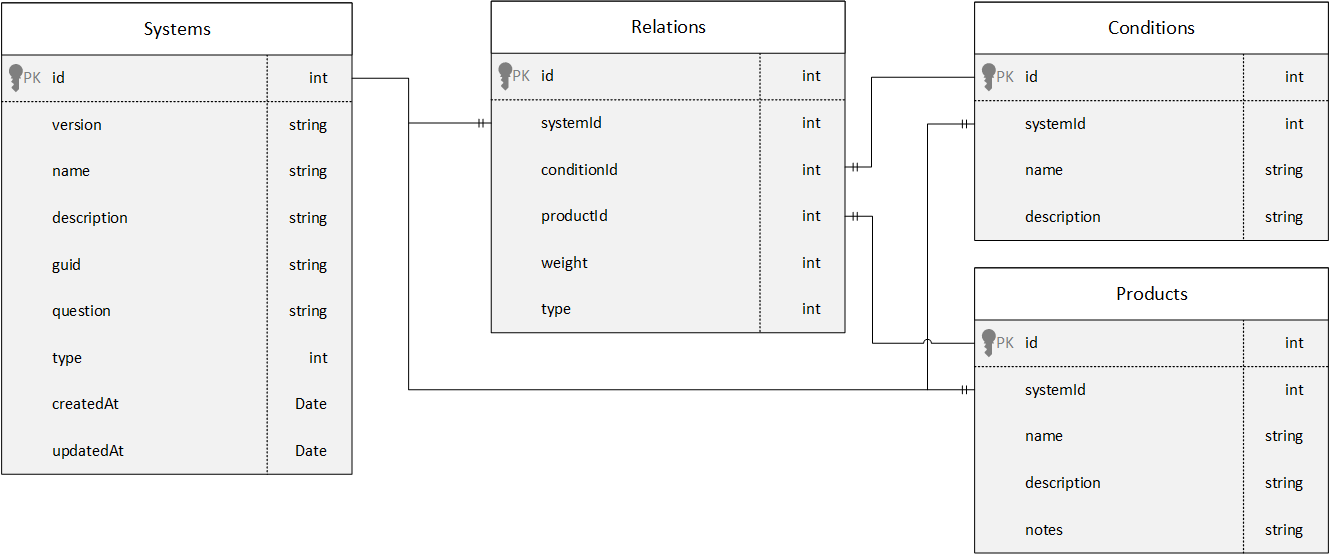 Systems
PK id int
version string
name string
description string
guid string
question string
type int
createdAt Date
updatedAt Date
Relations
PK id int
systemId int
conditionId int
productId int
weight int
type int
Conditions
PK id int
systemId int
name string
description string
Products
PK id int
systemId int
name string
description string
notes string